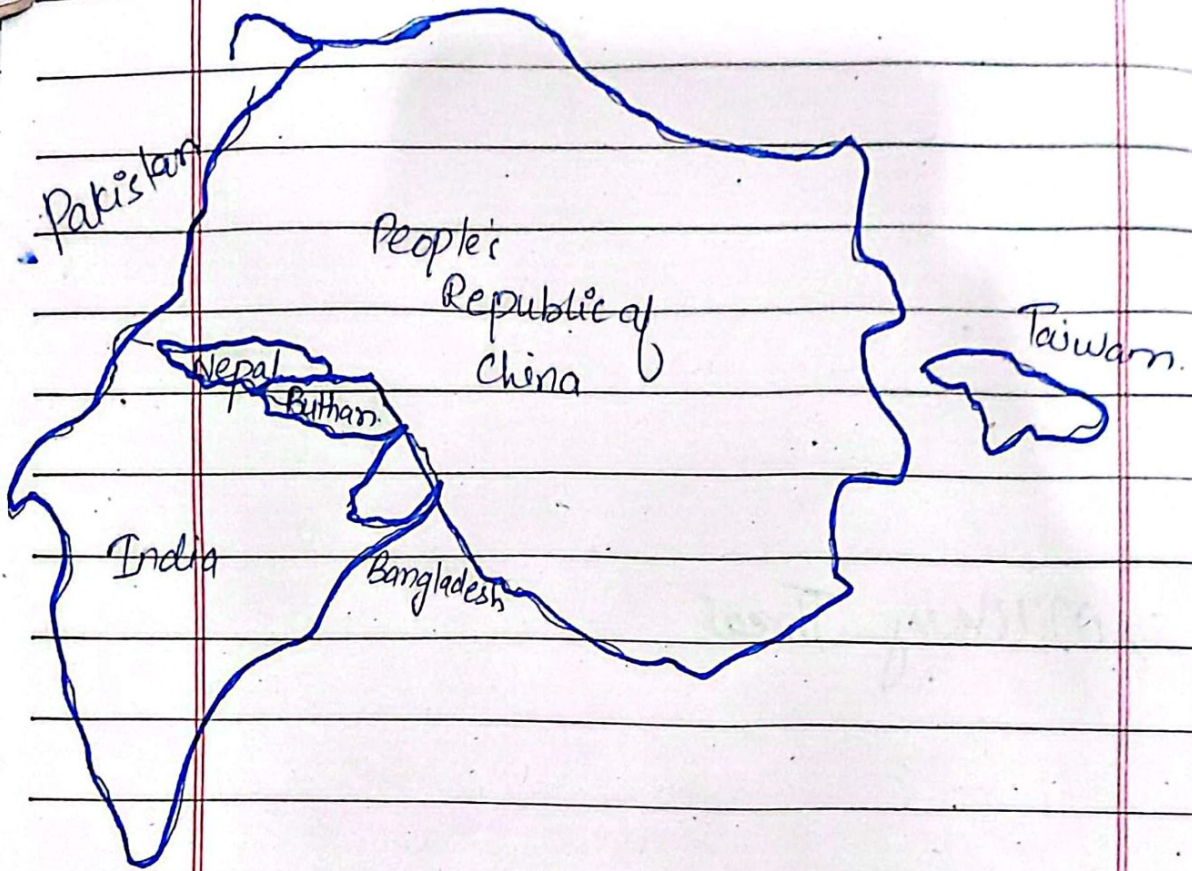 Pakistan
People's
Republic of
China
Taiwan.
Nepal
Buthan.
India
Bangladesh